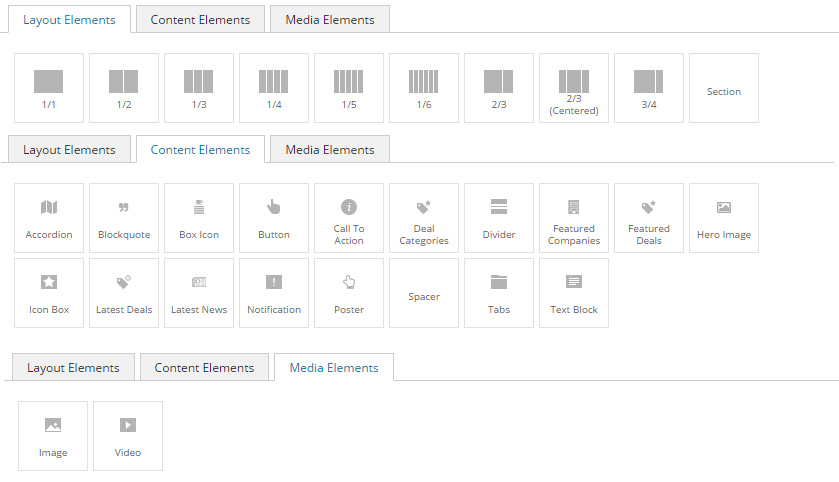 Layout Elements Content Elements Media Elements
1/1 1/2 1/3 1/4 1/5 1/6 2/3 2/3 (Centered) 3/4 Section
Layout Elements Content Elements Media Elements
Accordion Blockquote Box Icon Button Call To Action Deal Categories Divider Featured Companies Featured Deals Hero Image
Icon Box Latest Deals Latest News Notification Poster Spacer Tabs Text Block
Layout Elements Content Elements Media Elements
Image Video